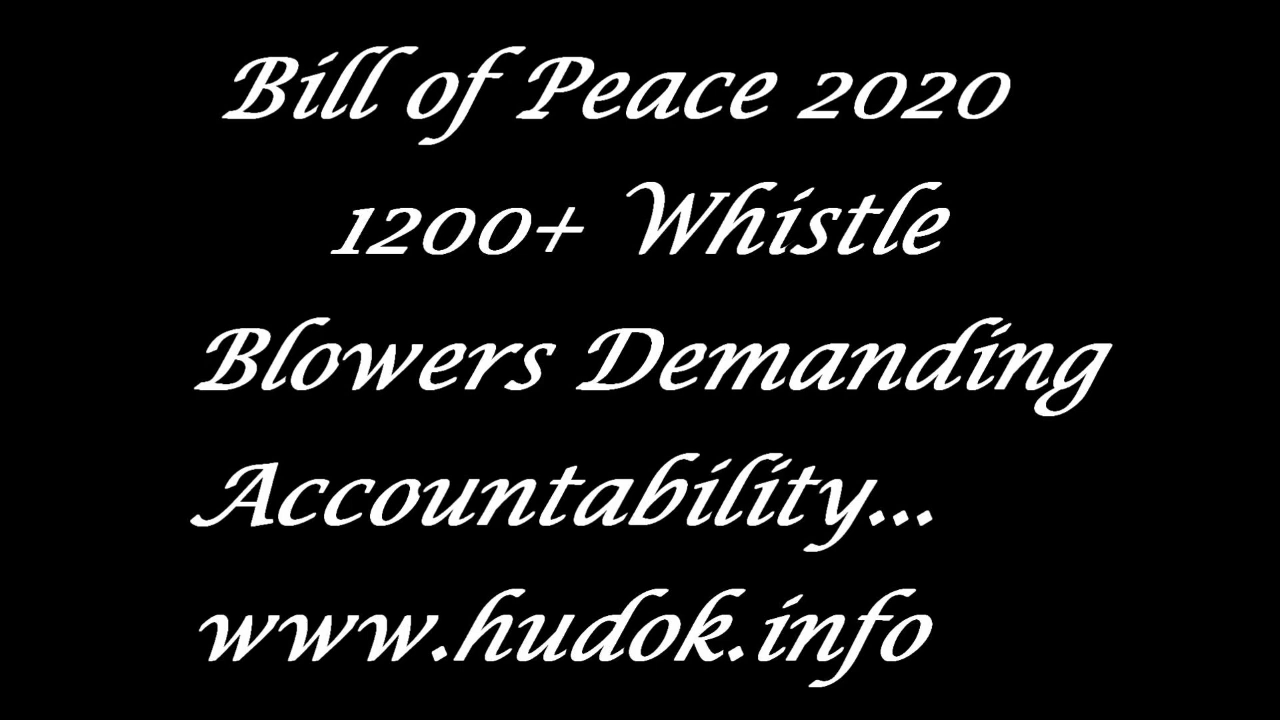 Bill of Peace 2020
1200+ Whistle
Blowers Demanding
Accountability...
www.hudok.info